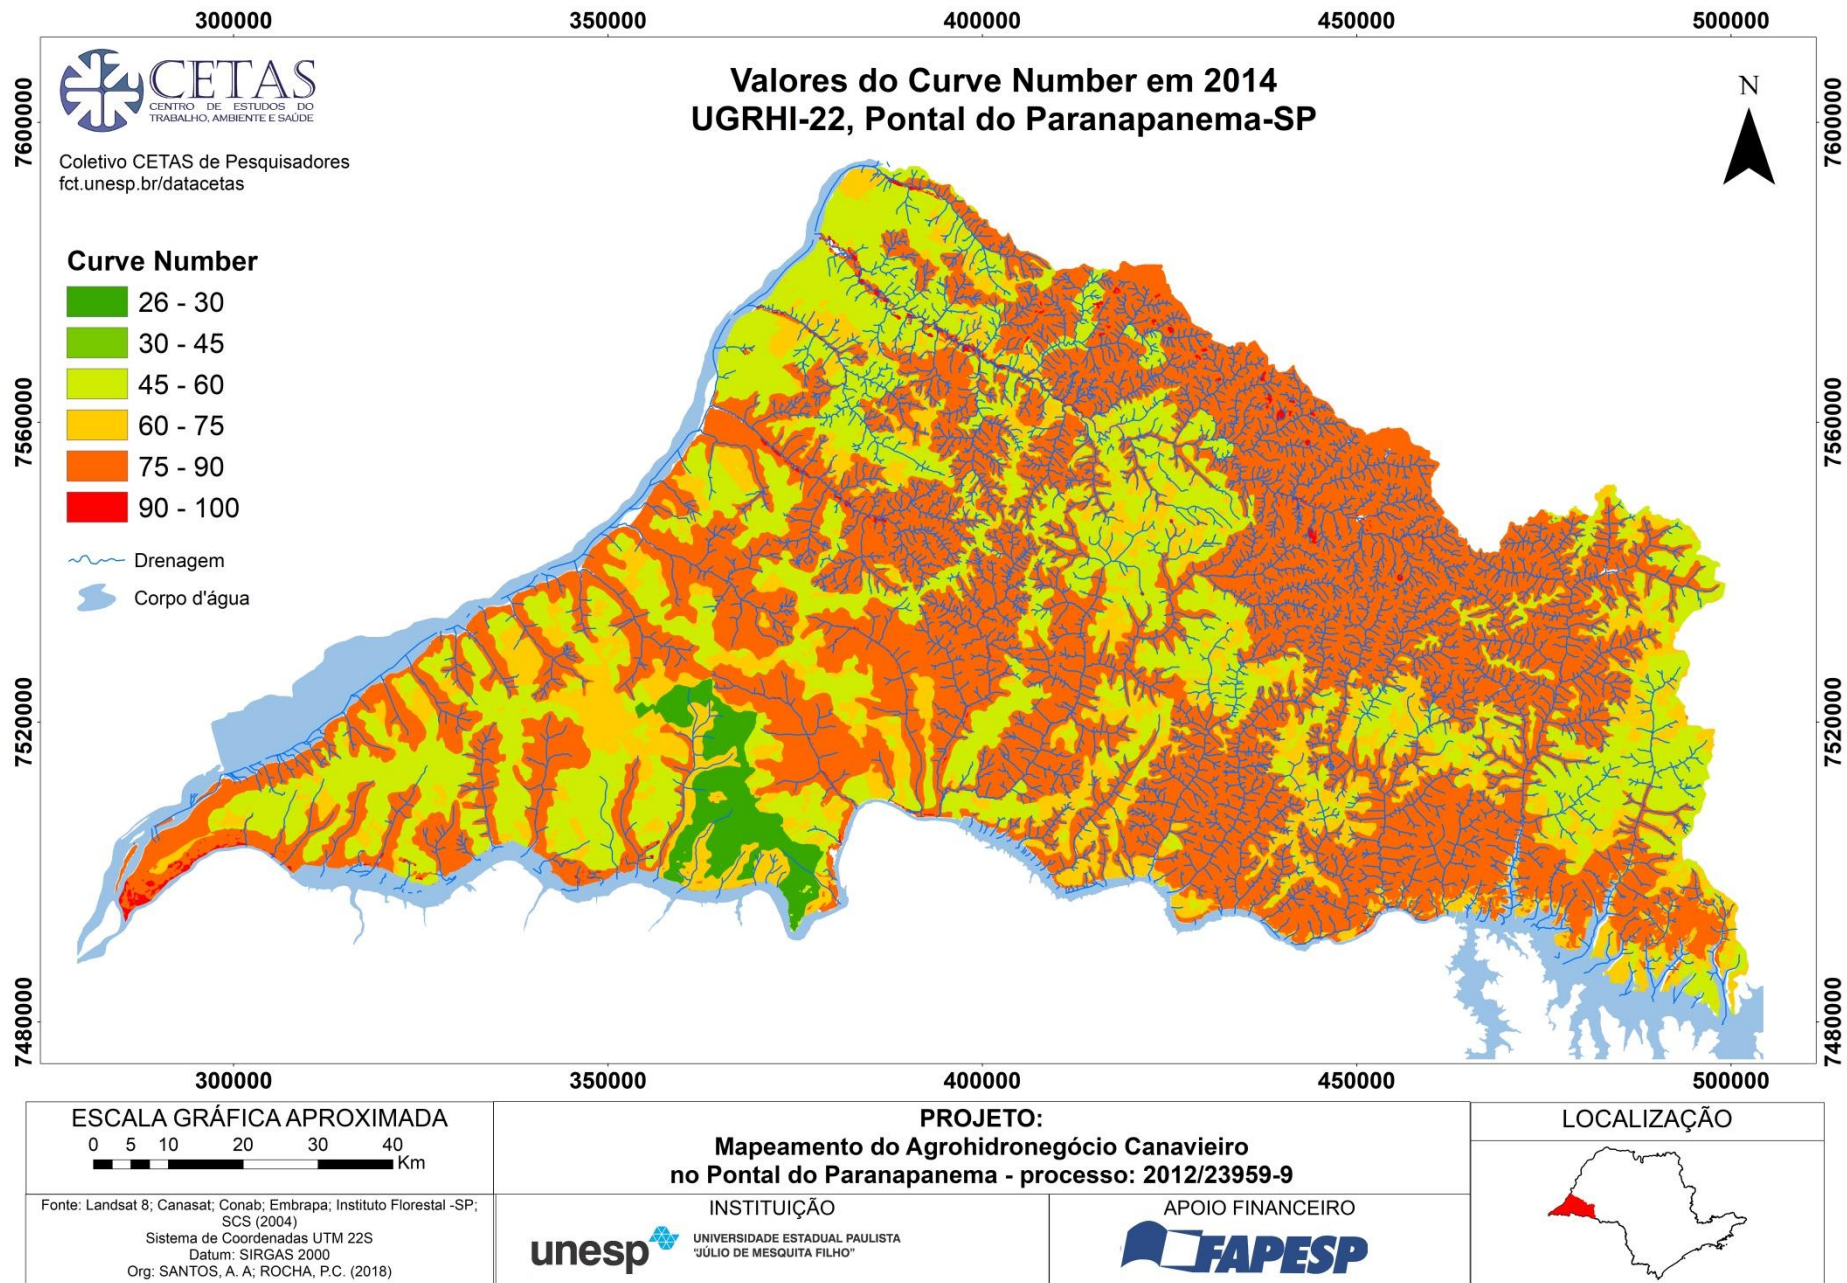 300000 350000 400000 450000 500000
CETAS
CENTRO DE ESTUDOS DO
TRABALHO, AMBIENTE E SAÚDE
Coletivo CETAS de Pesquisadores
fct.unesp.br/datacetas
Valores do Curve Number em 2014
UGRHI-22, Pontal do Paranapanema-SP
N
7600000
7560000
7520000
7480000
7600000
7560000
7520000
7480000
Curve Number
26 - 30
30 - 45
45 - 60
60 - 75
75 - 90
90 - 100
Drenagem
Corpo d'água
300000 350000 400000 450000 500000
ESCALA GRÁFICA APROXIMADA
0 5 10 20 30 40
Km
Fonte: Landsat 8; Canasat; Conab; Embrapa; Instituto Florestal -SP;
SCS (2004)
Sistema de Coordenadas UTM 22S
Datum: SIRGAS 2000
Org: SANTOS, A. A; ROCHA, P.C. (2018)
PROJETO:
Mapeamento do Agrohidronegócio Canavieiro
no Pontal do Paranapanema - processo: 2012/23959-9
INSTITUIÇÃO
unesp
UNIVERSIDADE ESTADUAL PAULISTA
"JÚLIO DE MESQUITA FILHO"
APOIO FINANCEIRO
FAPESP
LOCALIZAÇÃO